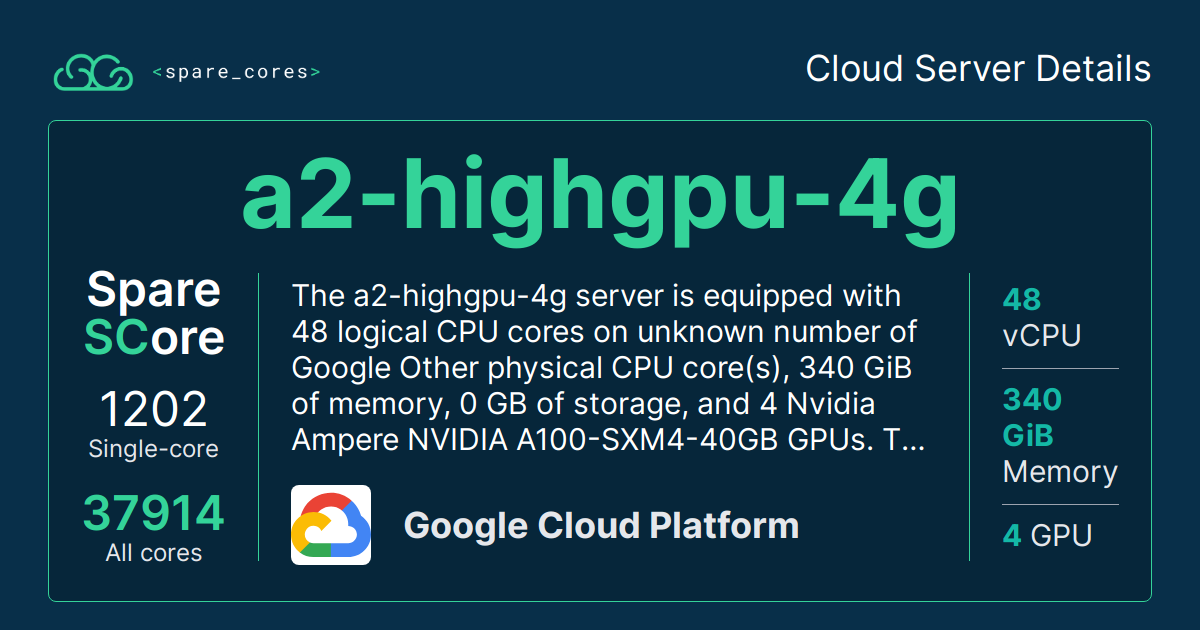 <spare_cores>
Cloud Server Details
a2-highgpu-4g
Spare
SCore
1202
Single-core
37914
All cores
The a2-highgpu-4g server is equipped with
48 logical CPU cores on unknown number of
Google Other physical CPU core(s), 340 GiB
of memory, 0 GB of storage, and 4 Nvidia
Ampere NVIDIA A100-SXM4-40GB GPUs. T...
Google Cloud Platform
48
vCPU
340
GiB
Memory
4 GPU